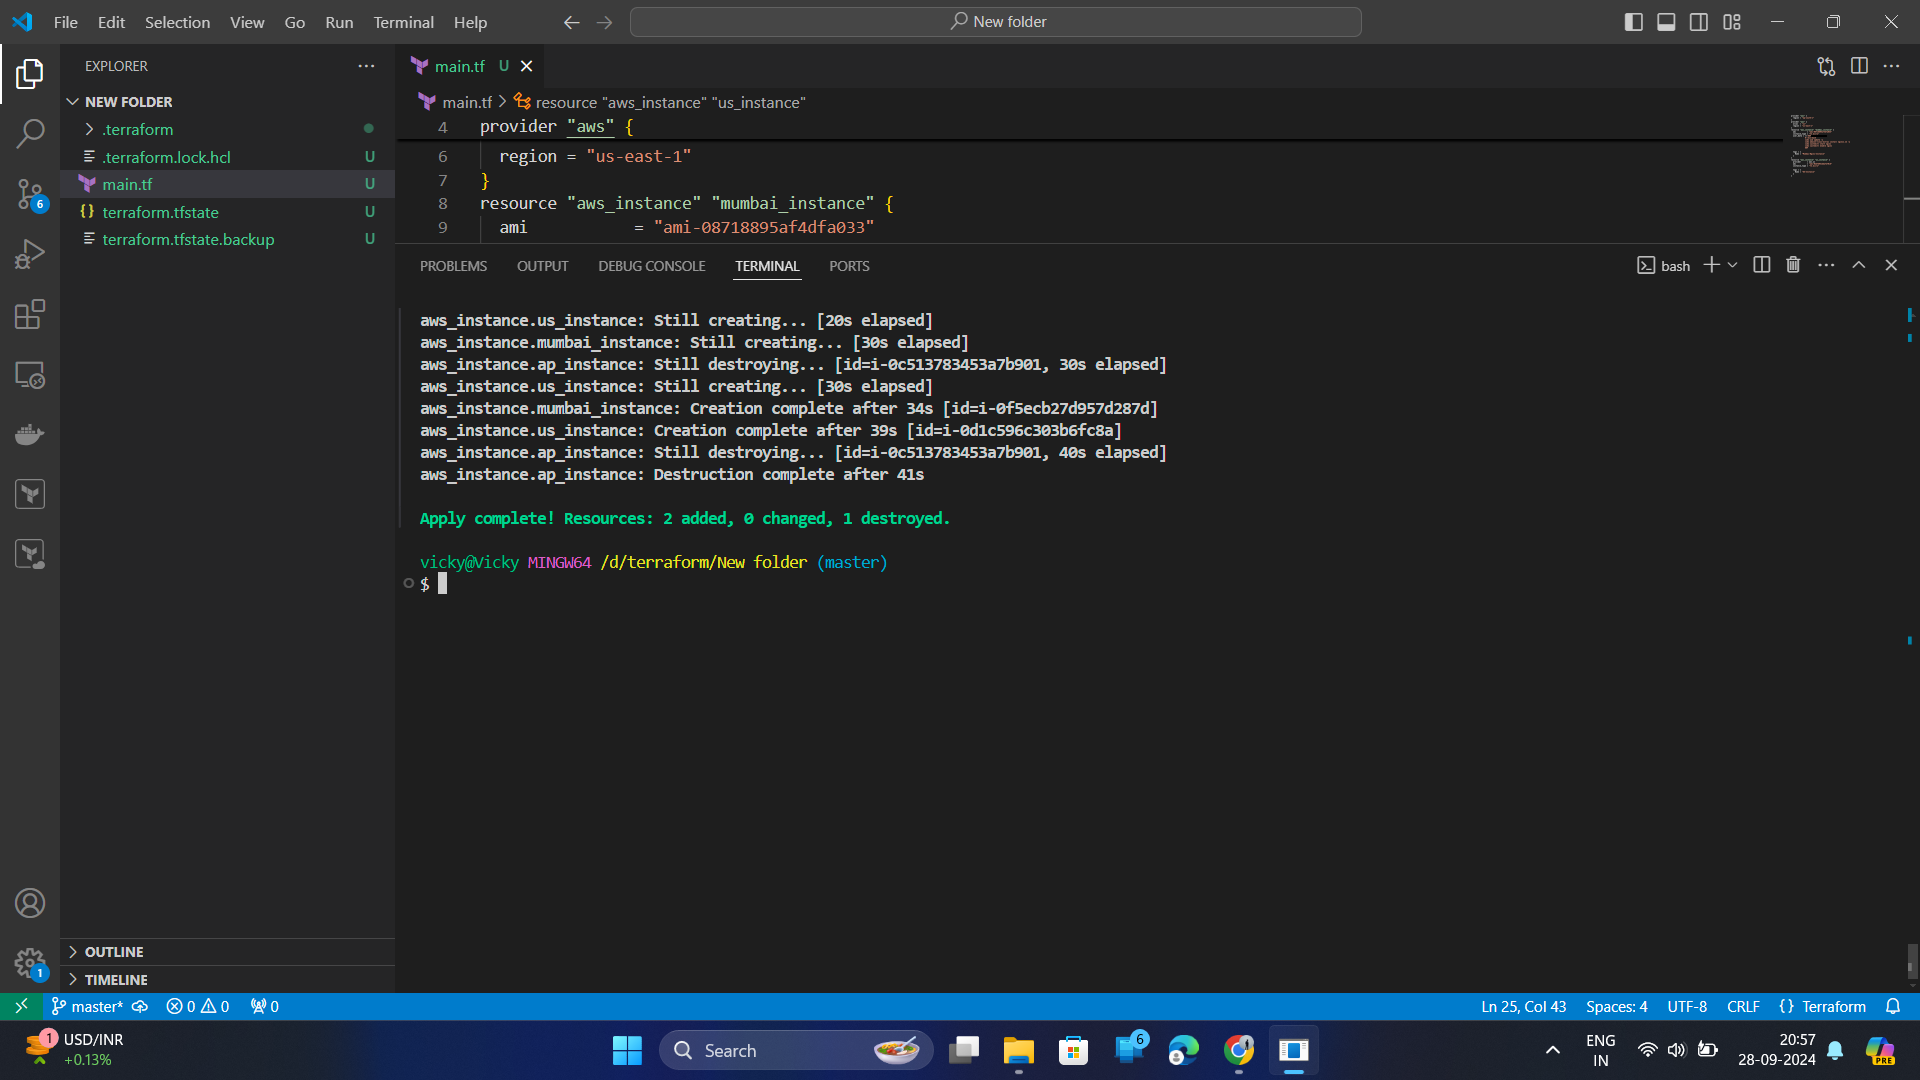 File Edit Selection View Go Run Terminal Help
New folder
EXPLORER
NEW FOLDER
.terraform
.terraform.lock.hcl U
main.tf U
terraform.tfstate U
terraform.tfstate.backup U
OUTLINE
TIMELINE
6
1
main.tf U
main.tf > resource "aws_instance" "us_instance"
4 provider "aws" {
6 region = "us-east-1"
7 }
8 resource "aws_instance" "mumbai_instance" {
9 ami = "ami-08718895af4dfa033"
PROBLEMS OUTPUT DEBUG CONSOLE TERMINAL PORTS
bash
aws_instance.us_instance: Still creating... [20s elapsed]
aws_instance.mumbai_instance: Still creating... [30s elapsed]
aws_instance.ap_instance: Still destroying... [id=i-0c513783453a7b901, 30s elapsed]
aws_instance.us_instance: Still creating... [30s elapsed]
aws_instance.mumbai_instance: Creation complete after 34s [id=i-0f5ecb27d957d287d]
aws_instance.us_instance: Creation complete after 39s [id=i-0d1c596c303b6fc8a]
aws_instance.ap_instance: Still destroying... [id=i-0c513783453a7b901, 40s elapsed]
aws_instance.ap_instance: Destruction complete after 41s
Apply complete! Resources: 2 added, 0 changed, 1 destroyed.
vicky@Vicky MINGW64 /d/terraform/New folder (master)
$
master* 0 0 0
Ln 25, Col 43 Spaces: 4 UTF-8 CRLF {} Terraform
1 USD/INR
+0.13%
Search
6
ENG
IN
20:57
28-09-2024
PRE